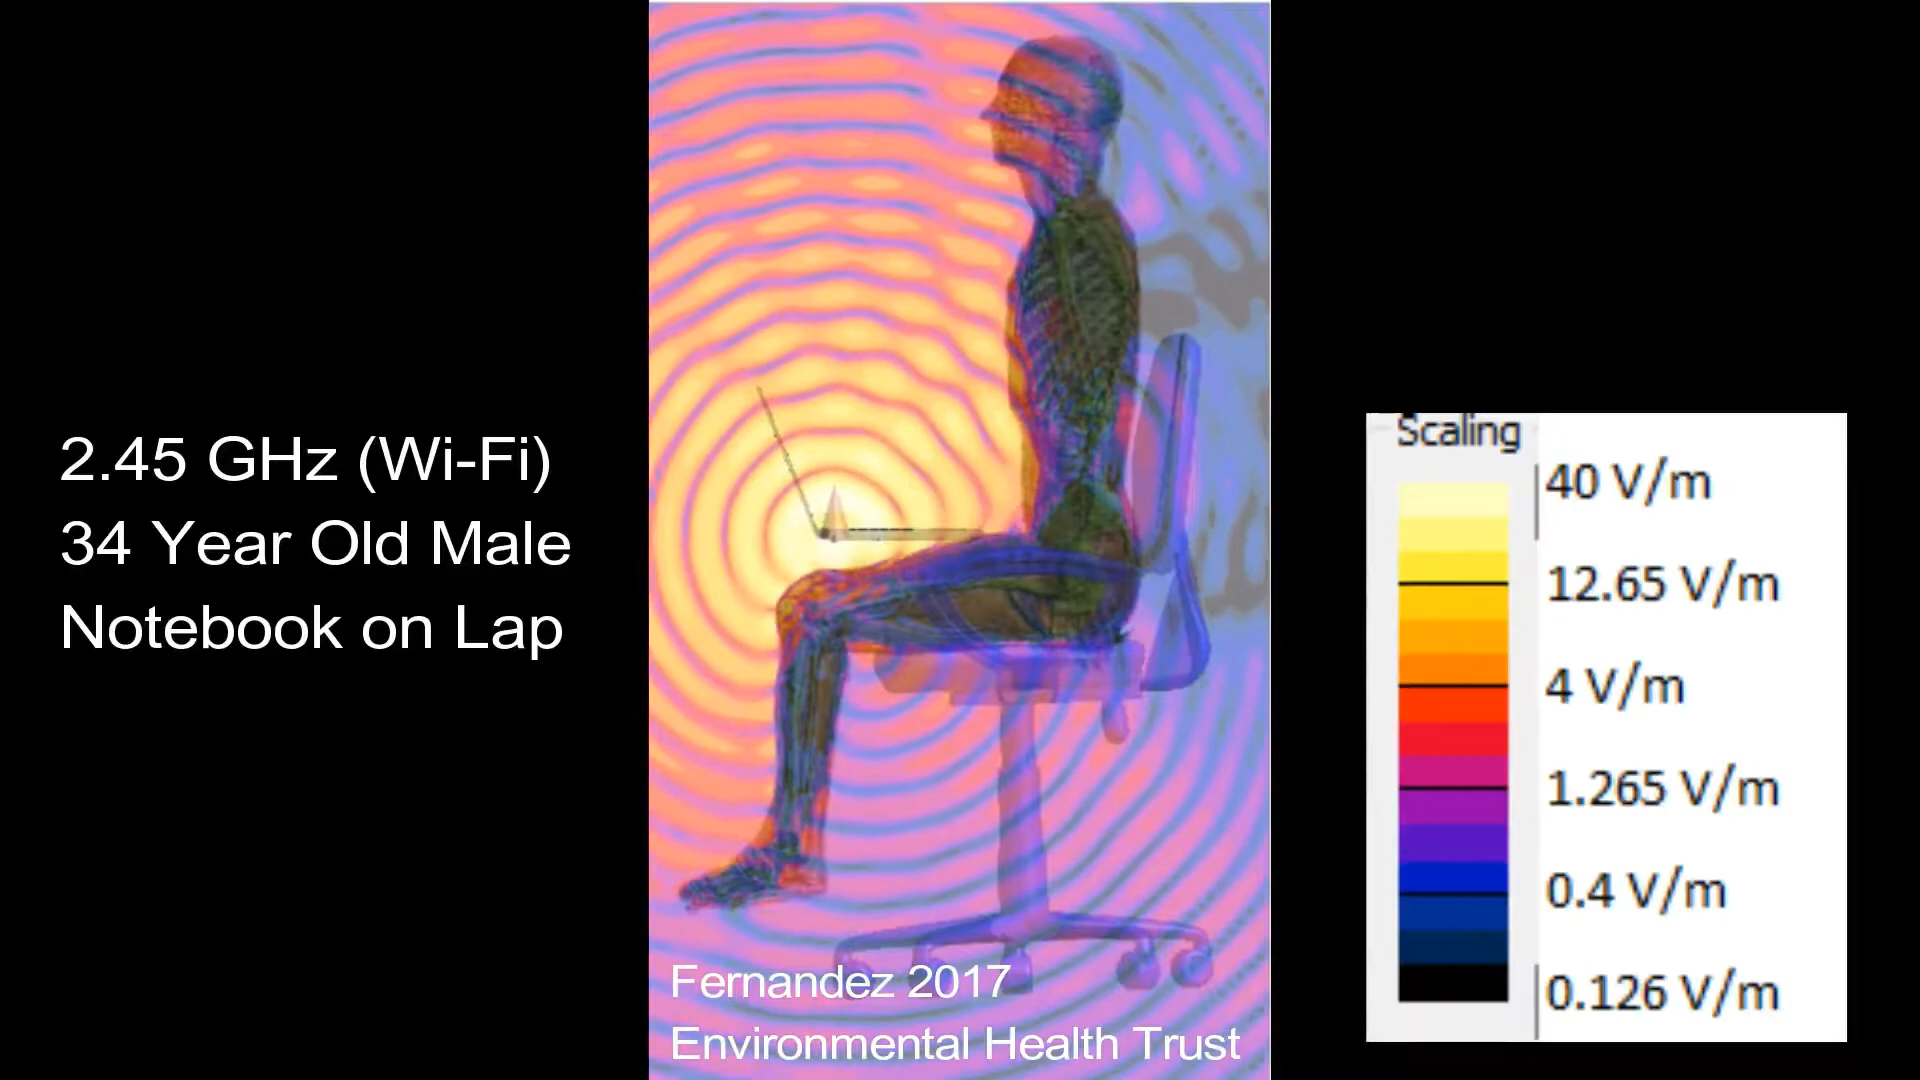 2.45 GHz (Wi-Fi)
34 Year Old Male
Notebook on Lap
Fernandez 2017
Environmental Health Trust
Scaling
40 V/m
12.65 V/m
4 V/m
1.265 V/m
0.4 V/m
0.126 V/m